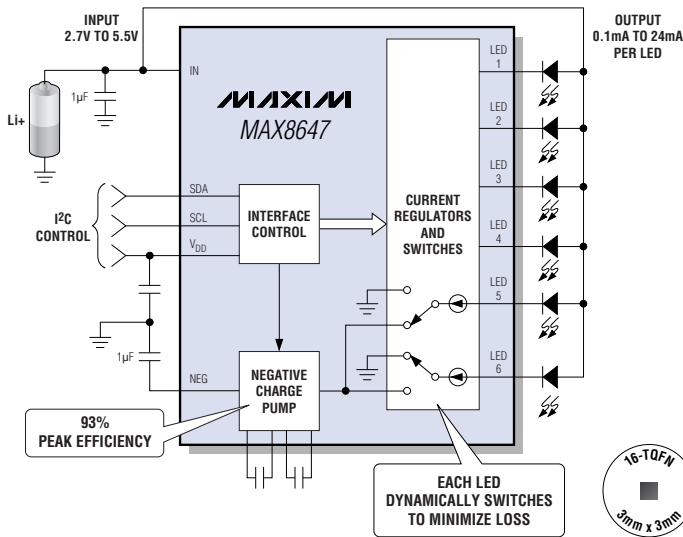 INPUT
2.7V TO 5.5V
OUTPUT
0.1mA TO 24mA
PER LED
IN
1µF
Li+
MAXIM
MAX8647
LED
1
LED
2
LED
3
LED
4
LED
5
LED
6
I²C
CONTROL
SDA
SCL
VDD
INTERFACE
CONTROL
CURRENT
REGULATORS
AND
SWITCHES
1µF
NEG
NEGATIVE
CHARGE
PUMP
93%
PEAK EFFICIENCY
EACH LED
DYNAMICALLY SWITCHES
TO MINIMIZE LOSS
16-TQFN
3mm x 3mm